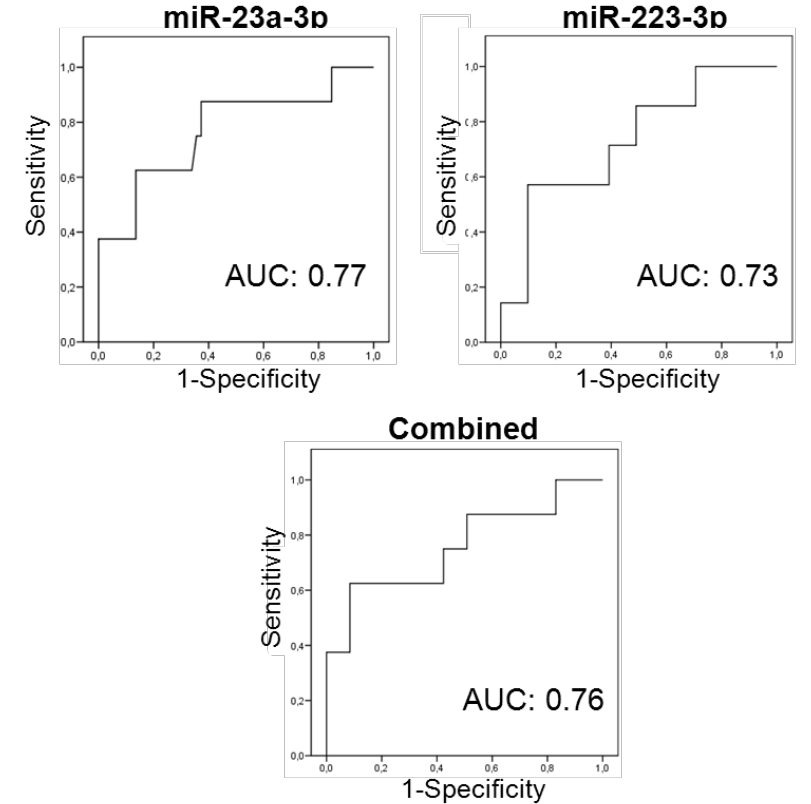 miR-23a-3p
1,0
0,8
0,6
0,4
0,2
0,0
Sensitivity
AUC: 0.77
0,0 0,2 0,4 0,6 0,8 1,0
1-Specificity
miR-223-3p
1,0
0,8
0,6
0,4
0,2
0,0
Sensitivity
AUC: 0.73
0,0 0,2 0,4 0,6 0,8 1,0
1-Specificity
Combined
1,0
0,8
0,6
0,4
0,2
0,0
Sensitivity
AUC: 0.76
0,0 0,2 0,4 0,6 0,8 1,0
1-Specificity